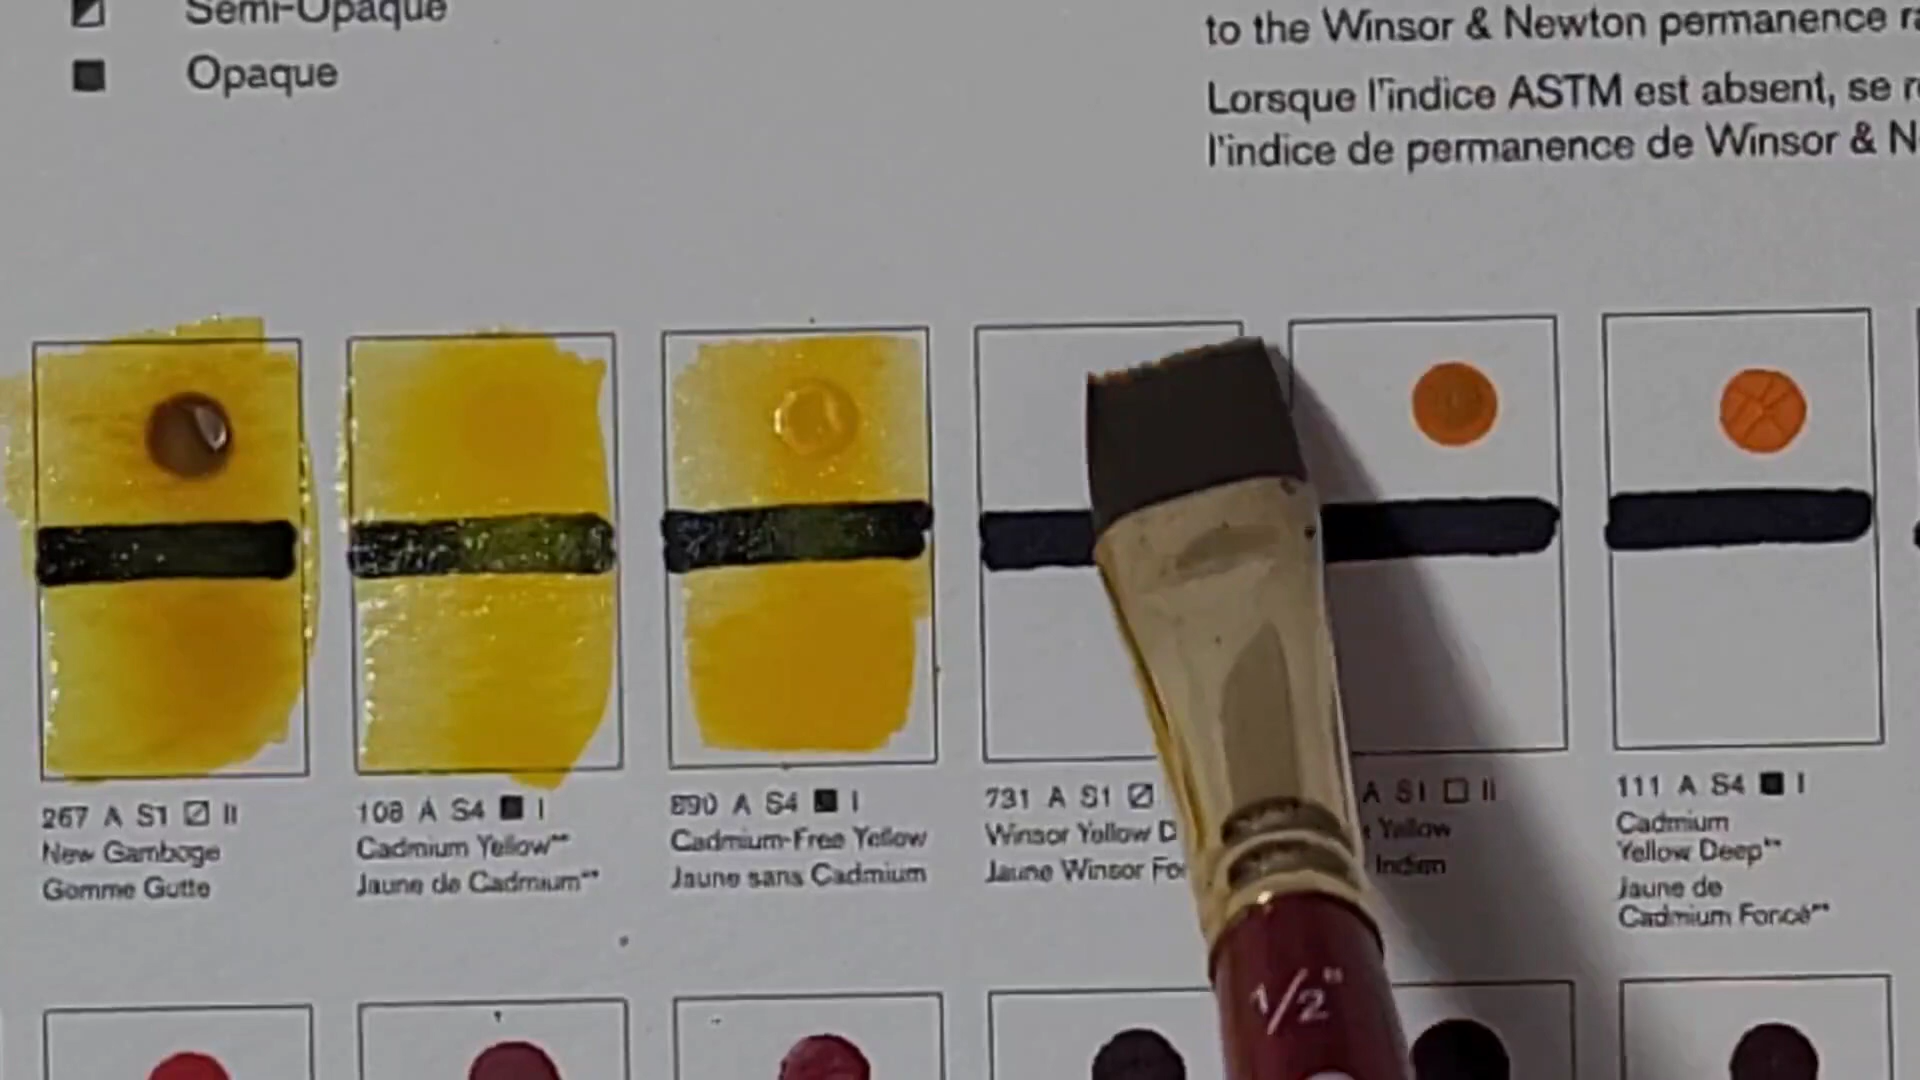 Semi-Opaque
Opaque
to the Winsor & Newton permanence
Lorsque l'indice ASTM est absent, se
l'indice de permanence de Winsor &
267 A S1 II
New Gamboge
Gomme Gutte
108 A S4 I
Cadmium Yellow**
Jaune de Cadmium**
890 A S4 I
Cadmium-Free Yellow
Jaune sans Cadmium
731 A S1
Winsor Yellow
Jaune Winsor
A S1 II
Yellow
Indien
111 A S4 I
Cadmium
Yellow Deep**
Jaune de
Cadmium Foncé**
1/2"